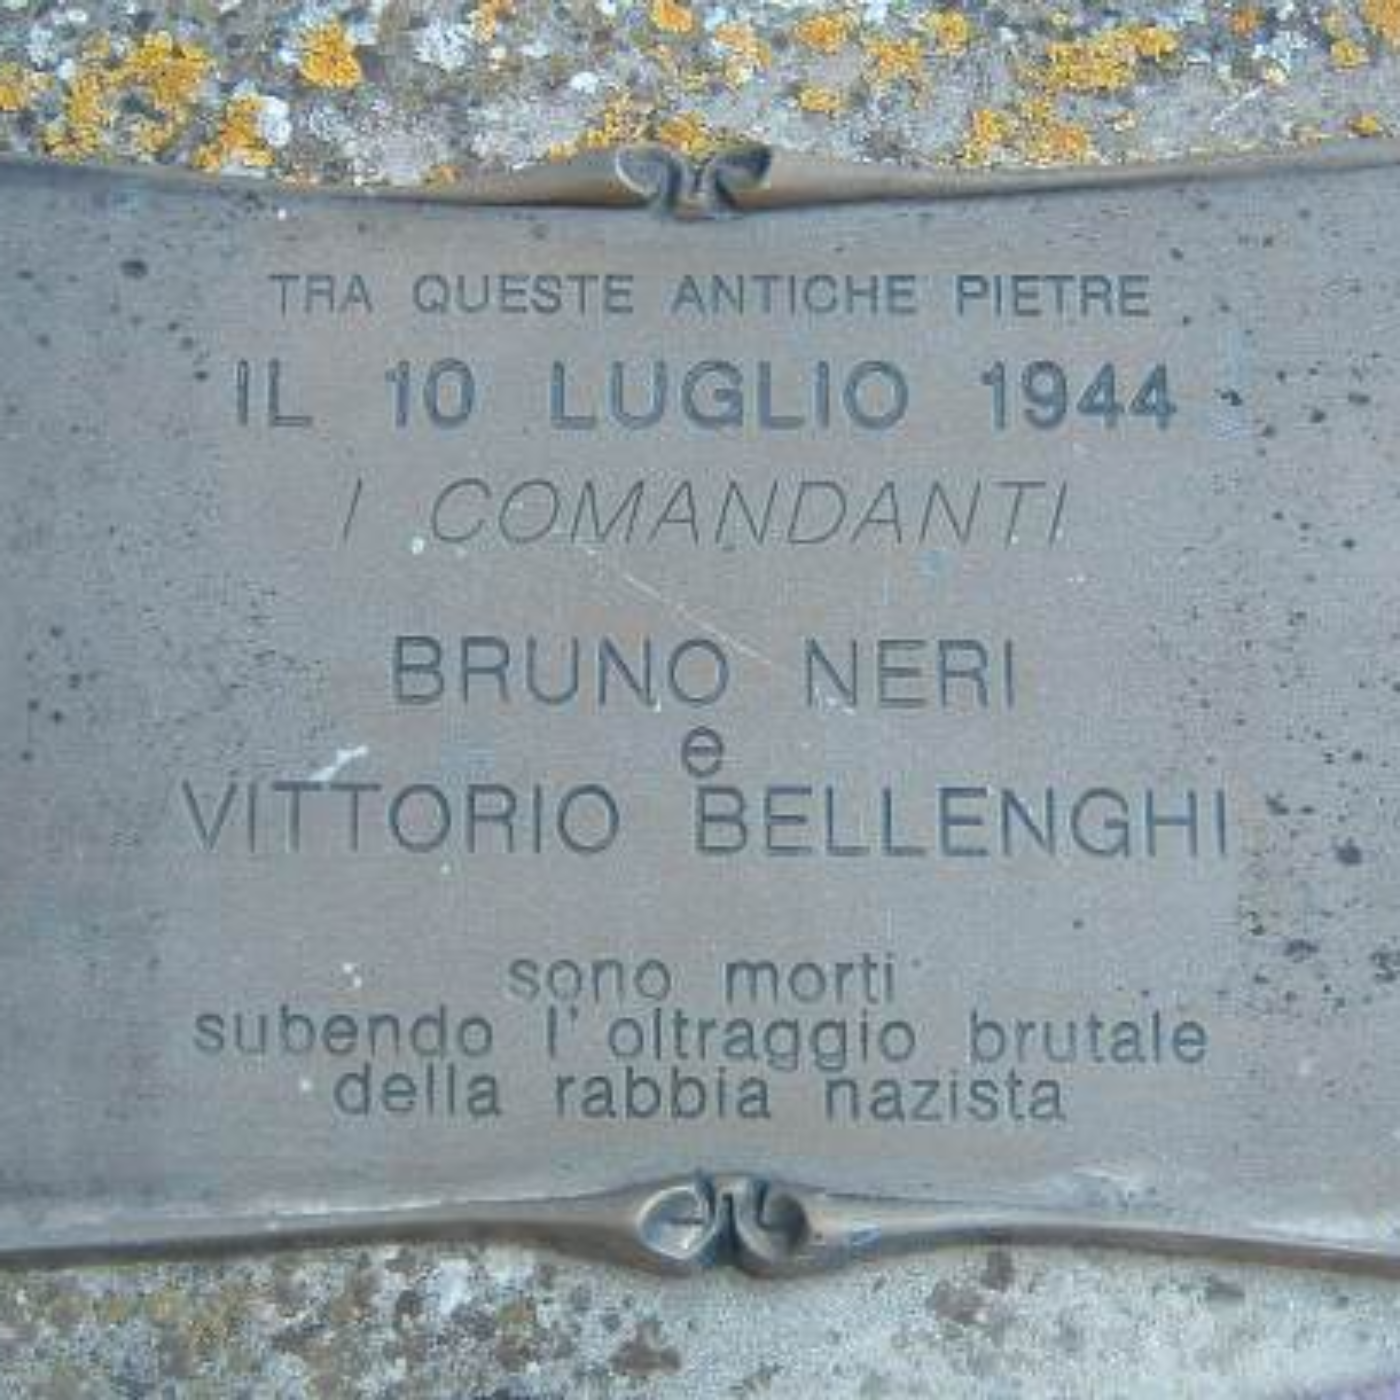 TRA QUESTE ANTICHE PIETRE
IL 10 LUGLIO 1944
I COMANDANTI
BRUNO NERI
e
VITTORIO BELLENGHI
sono morti
subendo l'oltraggio brutale
della rabbia nazista